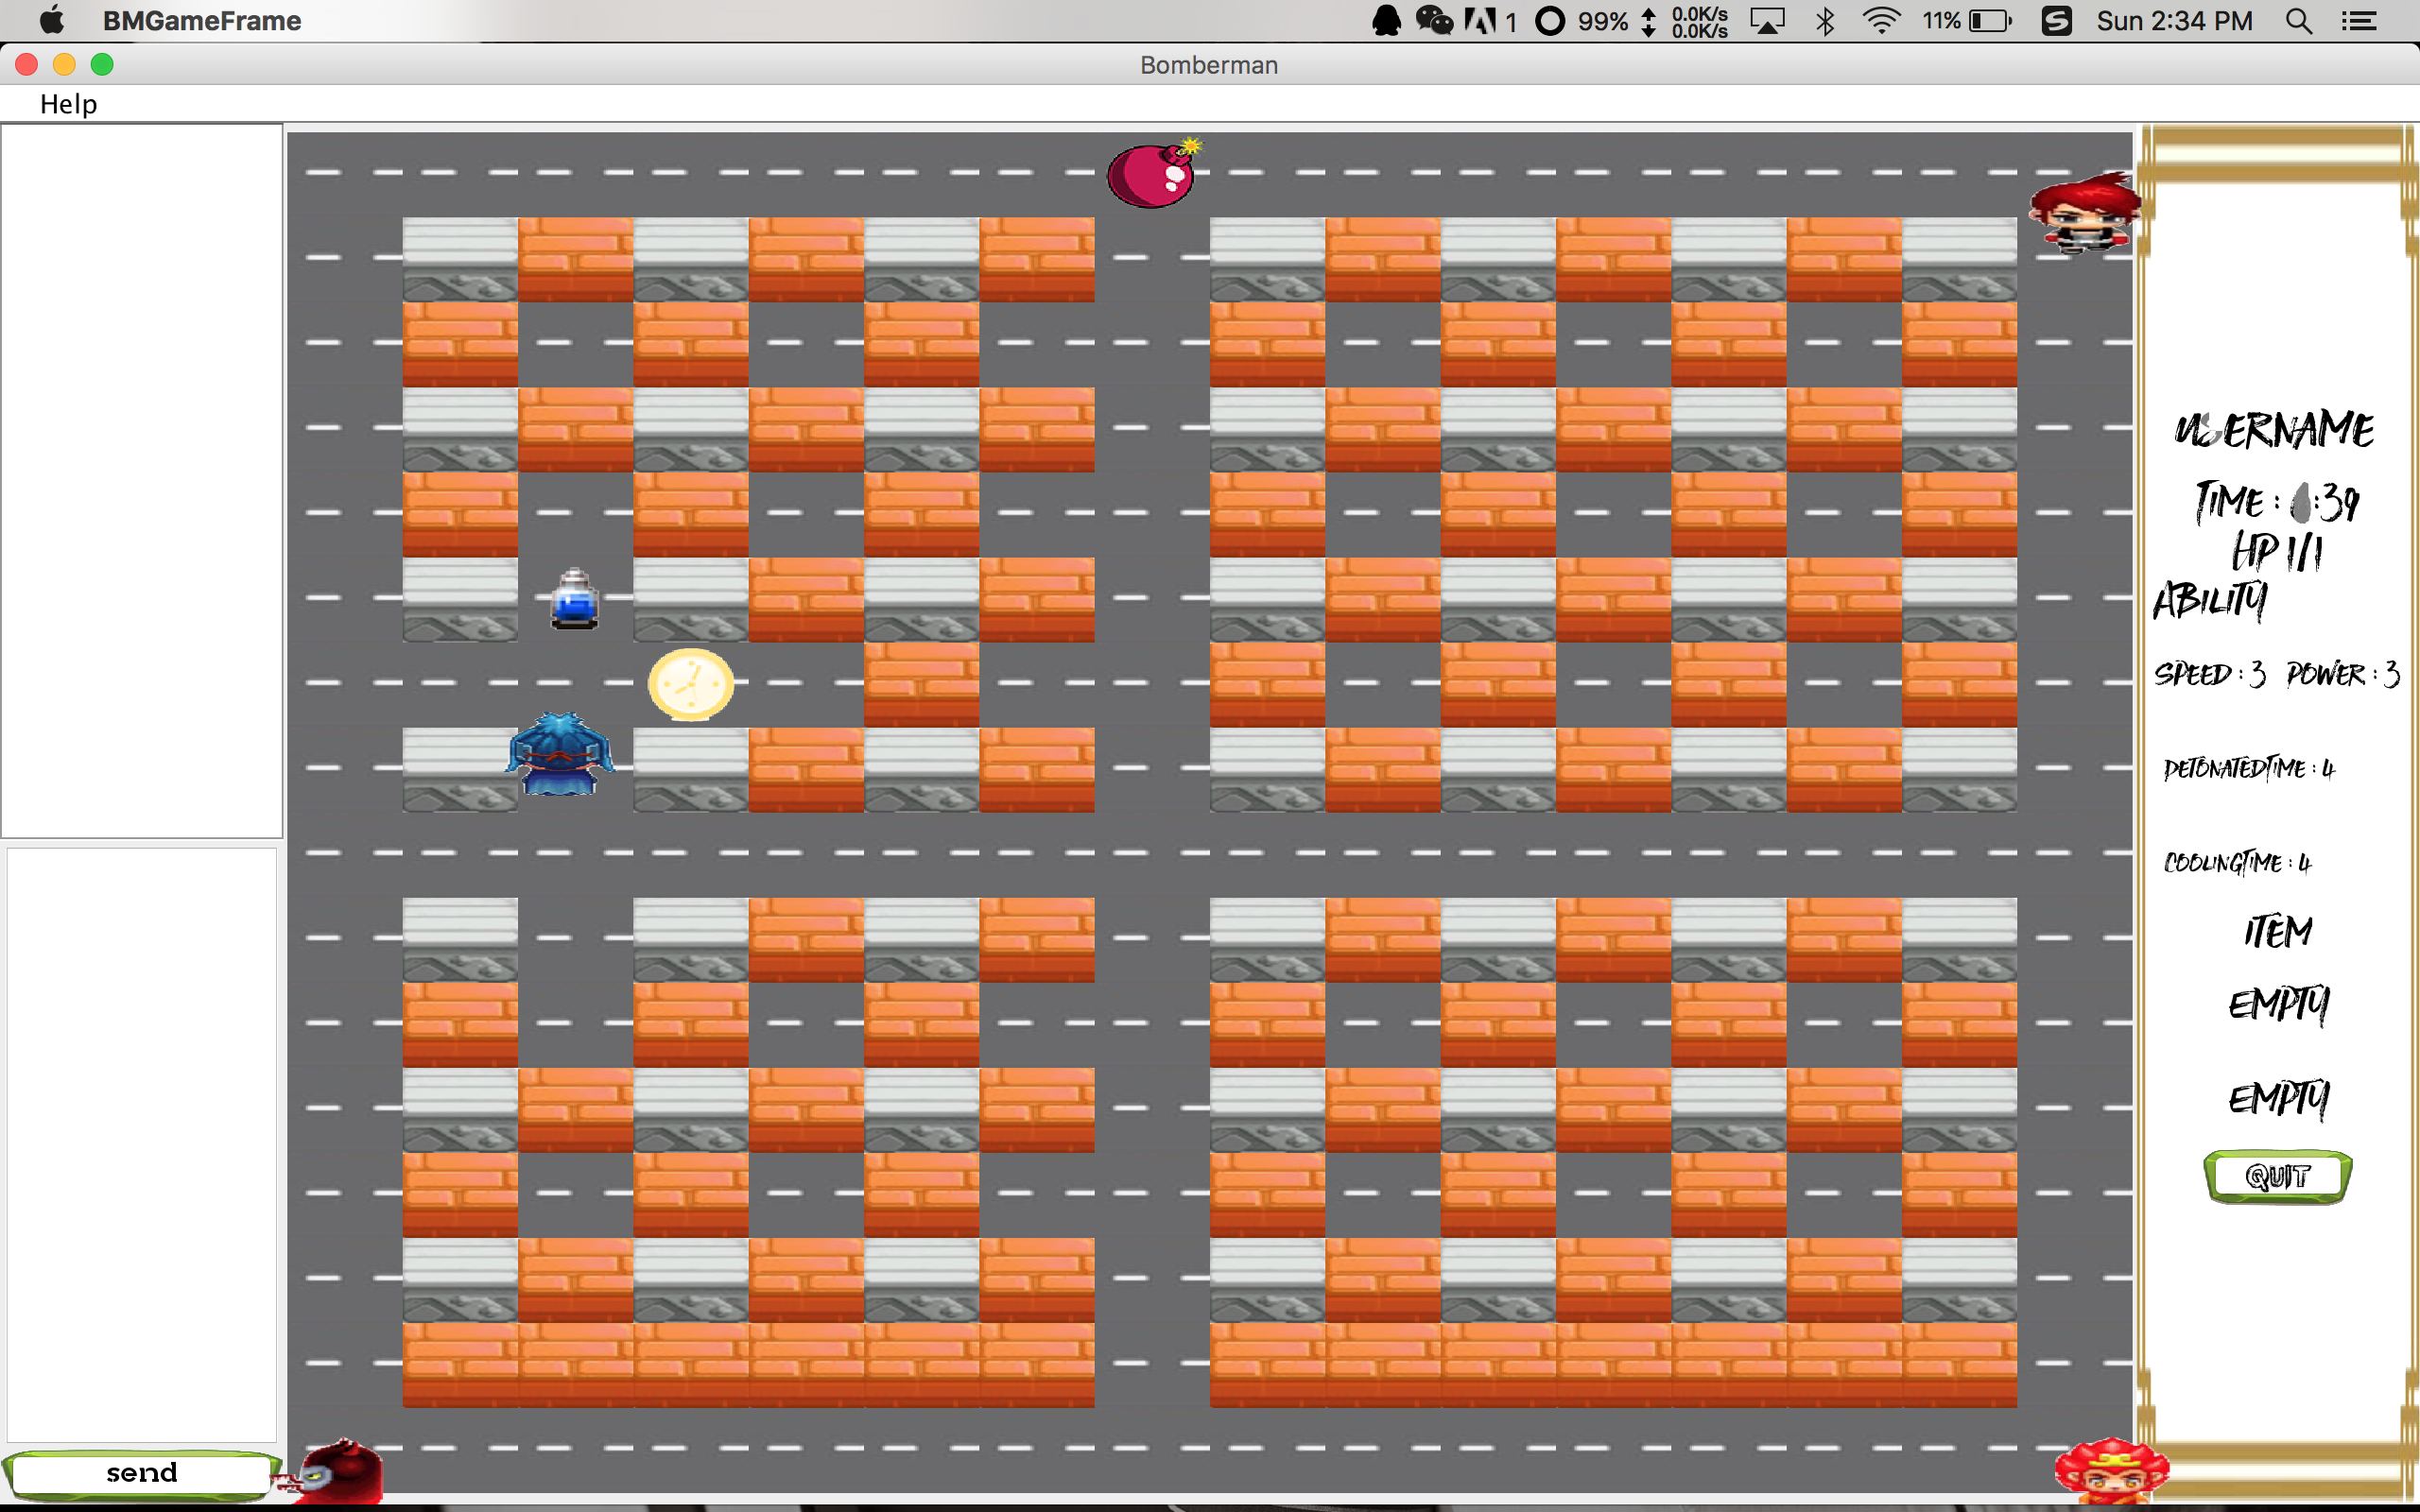 BMGameFrame 1 99% 0.0K/s 0.0K/s 11% Sun 2:34 PM
Bomberman
Help
USERNAME
TIME : 0:39
HP 1/1
ABILITY
SPEED : 3 POWER : 3
DETONATEDTIME : 4
COOLINGTIME : 4
ITEM
EMPTY
EMPTY
QUIT
send